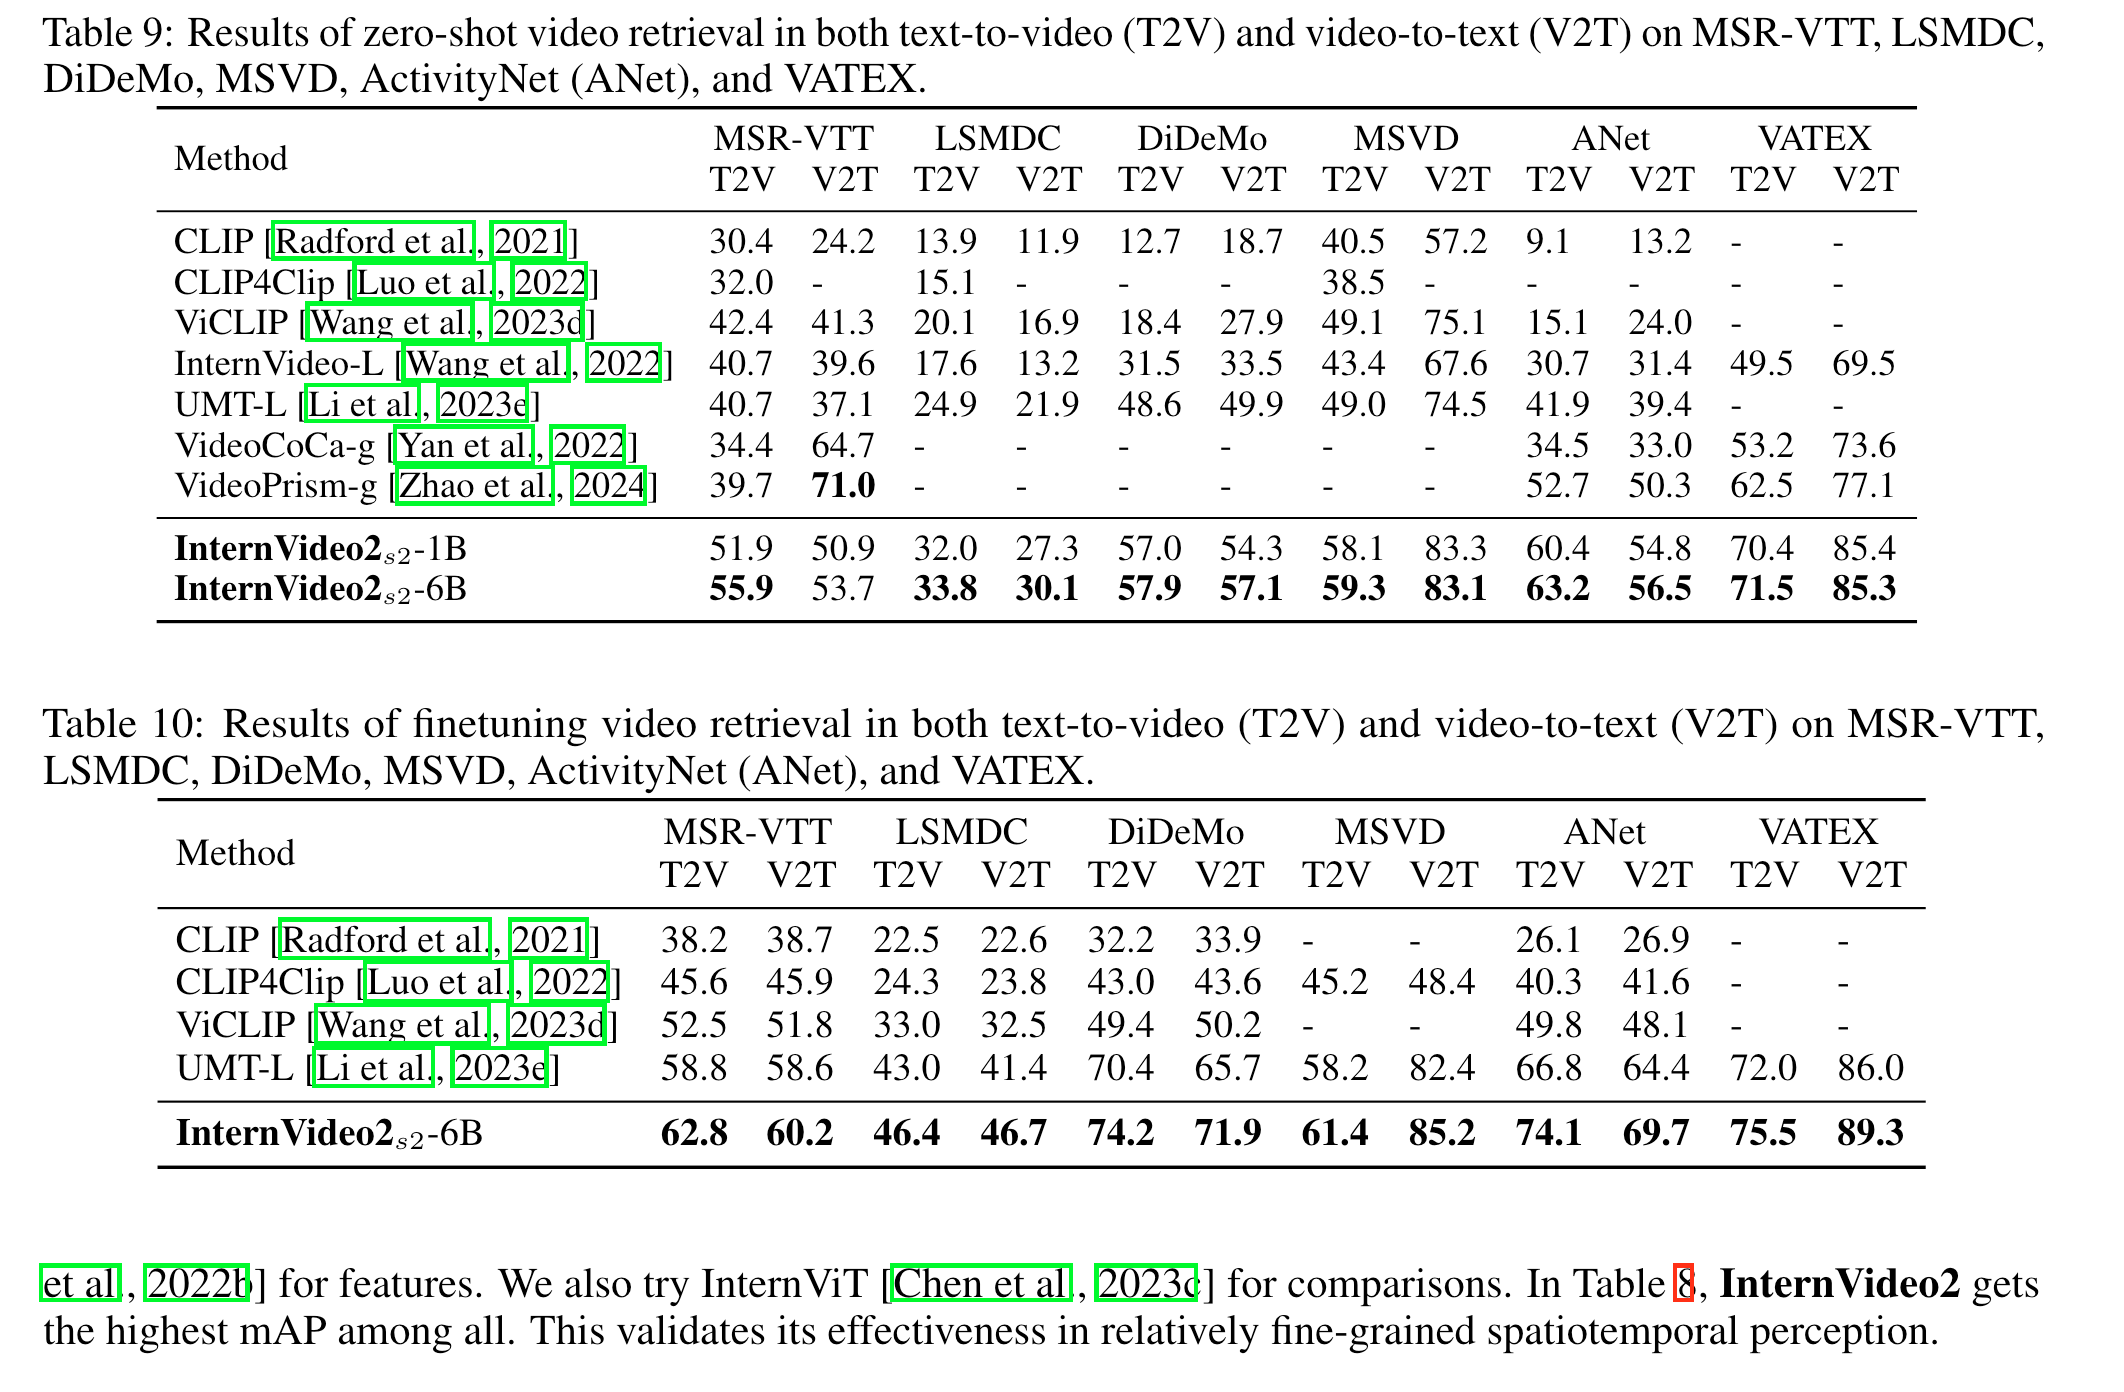 Table 9: Results of zero-shot video retrieval in both text-to-video (T2V) and video-to-text (V2T) on MSR-VTT, LSMDC,
DiDeMo, MSVD, ActivityNet (ANet), and VATEX.
Method MSR-VTT LSMDC DiDeMo MSVD ANet VATEX
T2V V2T T2V V2T T2V V2T T2V V2T T2V V2T T2V V2T
CLIP [Radford et al., 2021] 30.4 24.2 13.9 11.9 12.7 18.7 40.5 57.2 9.1 13.2 - -
CLIP4Clip [Luo et al., 2022] 32.0 - 15.1 - - - 38.5 - - - - -
ViCLIP [Wang et al., 2023d] 42.4 41.3 20.1 16.9 18.4 27.9 49.1 75.1 15.1 24.0 - -
InternVideo-L [Wang et al., 2022] 40.7 39.6 17.6 13.2 31.5 33.5 43.4 67.6 30.7 31.4 49.5 69.5
UMT-L [Li et al., 2023e] 40.7 37.1 24.9 21.9 48.6 49.9 49.0 74.5 41.9 39.4 - -
VideoCoCa-g [Yan et al., 2022] 34.4 64.7 - - - - - - 34.5 33.0 53.2 73.6
VideoPrism-g [Zhao et al., 2024] 39.7 71.0 - - - - - - 52.7 50.3 62.5 77.1
InternVideo2s2-1B 51.9 50.9 32.0 27.3 57.0 54.3 58.1 83.3 60.4 54.8 70.4 85.4
InternVideo2s2-6B 55.9 53.7 33.8 30.1 57.9 57.1 59.3 83.1 63.2 56.5 71.5 85.3
Table 10: Results of finetuning video retrieval in both text-to-video (T2V) and video-to-text (V2T) on MSR-VTT,
LSMDC, DiDeMo, MSVD, ActivityNet (ANet), and VATEX.
Method MSR-VTT LSMDC DiDeMo MSVD ANet VATEX
T2V V2T T2V V2T T2V V2T T2V V2T T2V V2T T2V V2T
CLIP [Radford et al., 2021] 38.2 38.7 22.5 22.6 32.2 33.9 - - 26.1 26.9 - -
CLIP4Clip [Luo et al., 2022] 45.6 45.9 24.3 23.8 43.0 43.6 45.2 48.4 40.3 41.6 - -
ViCLIP [Wang et al., 2023d] 52.5 51.8 33.0 32.5 49.4 50.2 - - 49.8 48.1 - -
UMT-L [Li et al., 2023e] 58.8 58.6 43.0 41.4 70.4 65.7 58.2 82.4 66.8 64.4 72.0 86.0
InternVideo2s2-6B 62.8 60.2 46.4 46.7 74.2 71.9 61.4 85.2 74.1 69.7 75.5 89.3
et al., 2022b] for features. We also try InternViT [Chen et al., 2023c] for comparisons. In Table 8, InternVideo2 gets
the highest mAP among all. This validates its effectiveness in relatively fine-grained spatiotemporal perception.